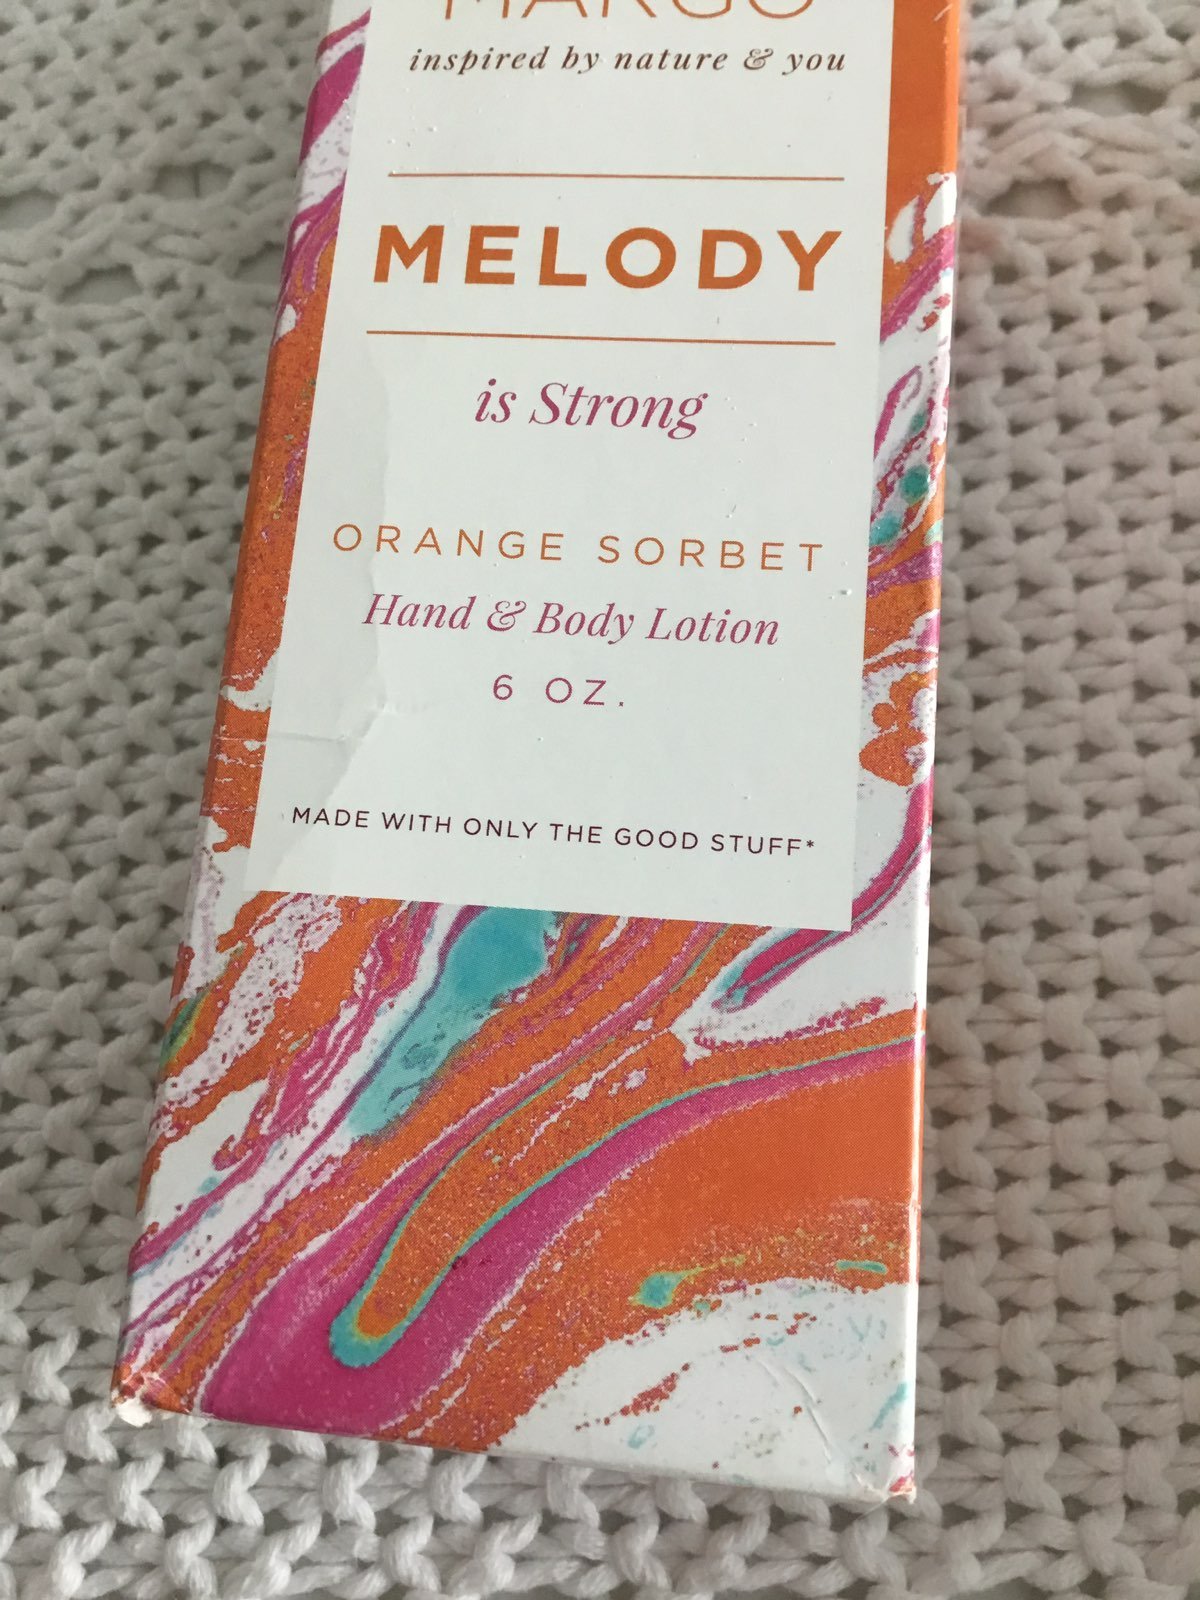 MARGO
inspired by nature & you
MELODY
is Strong
ORANGE SORBET
Hand & Body Lotion
6 OZ.
MADE WITH ONLY THE GOOD STUFF*